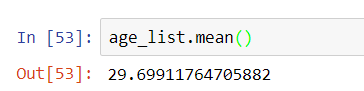 In [53]: age_list.mean()
Out[53]: 29.69911764705882